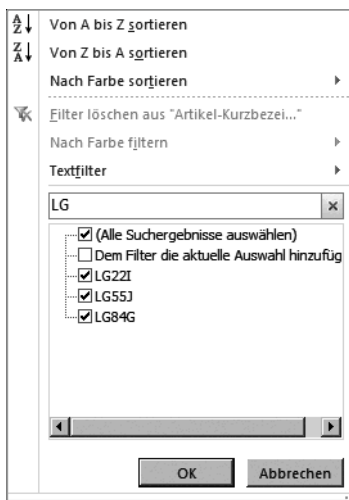 Von A bis Z sortieren
Von Z bis A sortieren
Nach Farbe sortieren
Filter löschen aus "Artikel-Kurzbezei..."
Nach Farbe filtern
Textfilter
LG
(Alle Suchergebnisse auswählen)
Dem Filter die aktuelle Auswahl hinzufüg
LG22I
LG55J
LG84G
OK Abbrechen